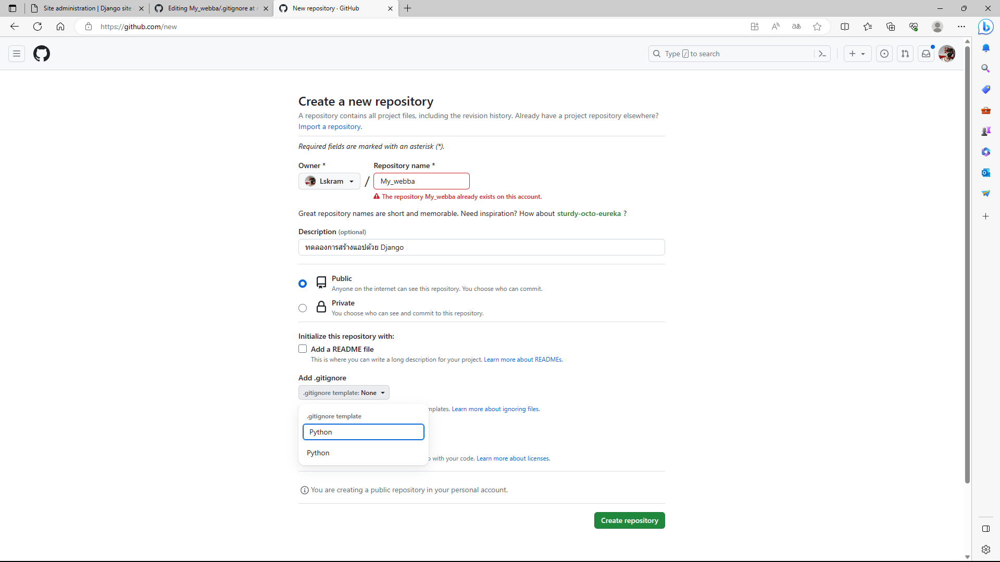 Site administration | Django site
Editing My_webba/.gitignore at
New repository · GitHub
https://github.com/new
Type / to search
Create a new repository
A repository contains all project files, including the revision history. Already have a project repository elsewhere?
Import a repository.
Required fields are marked with an asterisk (*).
Owner *
Repository name *
Lskram
/
My_webba
The repository My_webba already exists on this account.
Great repository names are short and memorable. Need inspiration? How about sturdy-octo-eureka ?
Description (optional)
ทดลองการสร้างแอปด้วย Django
Public
Anyone on the internet can see this repository. You choose who can commit.
Private
You choose who can see and commit to this repository.
Initialize this repository with:
Add a README file
This is where you can write a long description for your project. Learn more about READMEs.
Add .gitignore
.gitignore template: None
mplates. Learn more about ignoring files.
.gitignore template
Python
Python
with your code. Learn more about licenses.
You are creating a public repository in your personal account.
Create repository